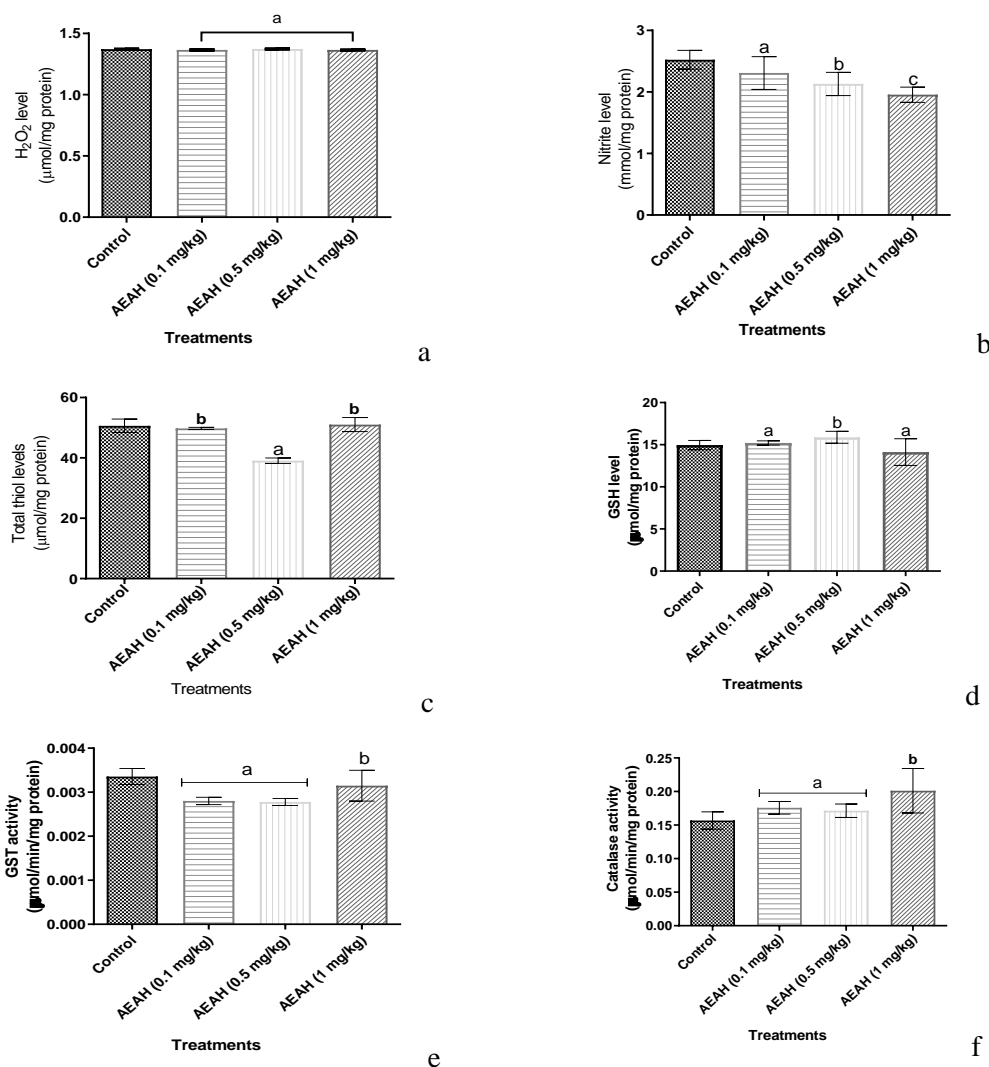 a
1.5
1.0
0.5
0.0
H₂O₂ level
(μmol/mg protein)
Control
AEAH (0.1 mg/kg)
AEAH (0.5 mg/kg)
AEAH (1 mg/kg)
Treatments
a
3
2
1
0
Nitrite level
(mmol/mg protein)
a
b
c
Control
AEAH (0.1 mg/kg)
AEAH (0.5 mg/kg)
AEAH (1 mg/kg)
Treatments
b
60
40
20
0
Total thiol levels
(μmol/mg protein)
b
a
b
Control
AEAH (0.1 mg/kg)
AEAH (0.5 mg/kg)
AEAH (1 mg/kg)
Treatments
c
20
15
10
5
0
GSH level
(μmol/mg protein)
a
b
a
Control
AEAH (0.1 mg/kg)
AEAH (0.5 mg/kg)
AEAH (1 mg/kg)
Treatments
d
0.004
0.003
0.002
0.001
0.000
GST activity
(μmol/min/mg protein)
a
b
Control
AEAH (0.1 mg/kg)
AEAH (0.5 mg/kg)
AEAH (1 mg/kg)
Treatments
e
0.25
0.20
0.15
0.10
0.05
0.00
Catalase activity
(μmol/min/mg protein)
a
b
Control
AEAH (0.1 mg/kg)
AEAH (0.5 mg/kg)
AEAH (1 mg/kg)
Treatments
f